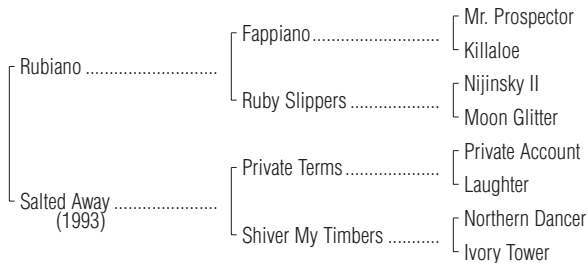 Mr. Prospector
Fappiano
Killaloe
Rubiano
Nijinsky II
Ruby Slippers
Moon Glitter
Private Account
Private Terms
Laughter
Salted Away
(1993)
Northern Dancer
Shiver My Timbers
Ivory Tower